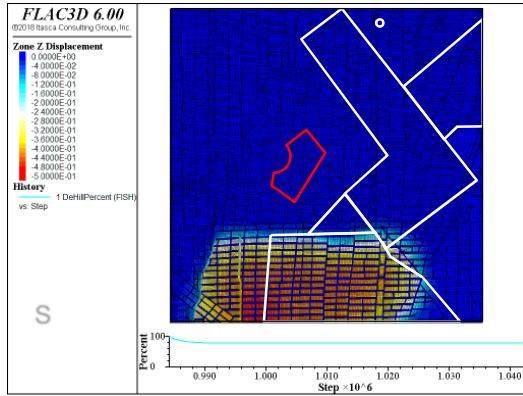 FLAC3D 6.00
©2018 Itasca Consulting Group, Inc.
Zone Z Displacement
0.0000E+00
-4.0000E-02
-8.0000E-02
-1.2000E-01
-1.6000E-01
-2.0000E-01
-2.4000E-01
-2.8000E-01
-3.2000E-01
-3.6000E-01
-4.0000E-01
-4.4000E-01
-4.8000E-01
-5.0000E-01
History
1 DeHillPercent (FISH)
vs. Step
S
Percent
100
0
0.990
1.000
1.010
1.020
1.030
1.040
Step ×10^6